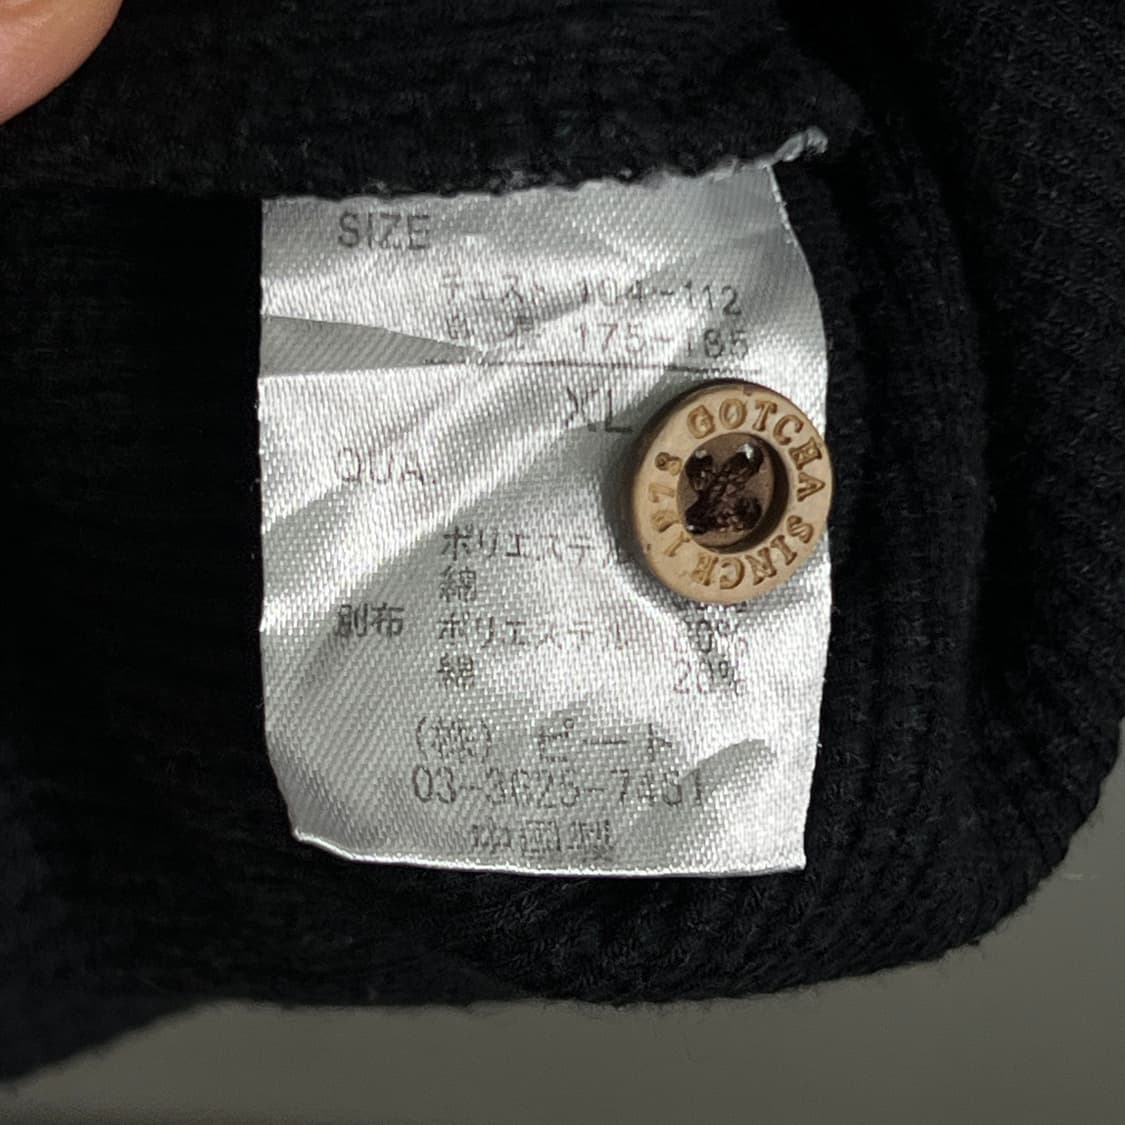 SIZE
チェスト 104-112
身 長 175-185
XL
QUA.
GOTCHA SINCE 1978
ポリエステル
綿
別布 ポリエステル
綿 20%
(株) ピート
03-3625-7461
中国製